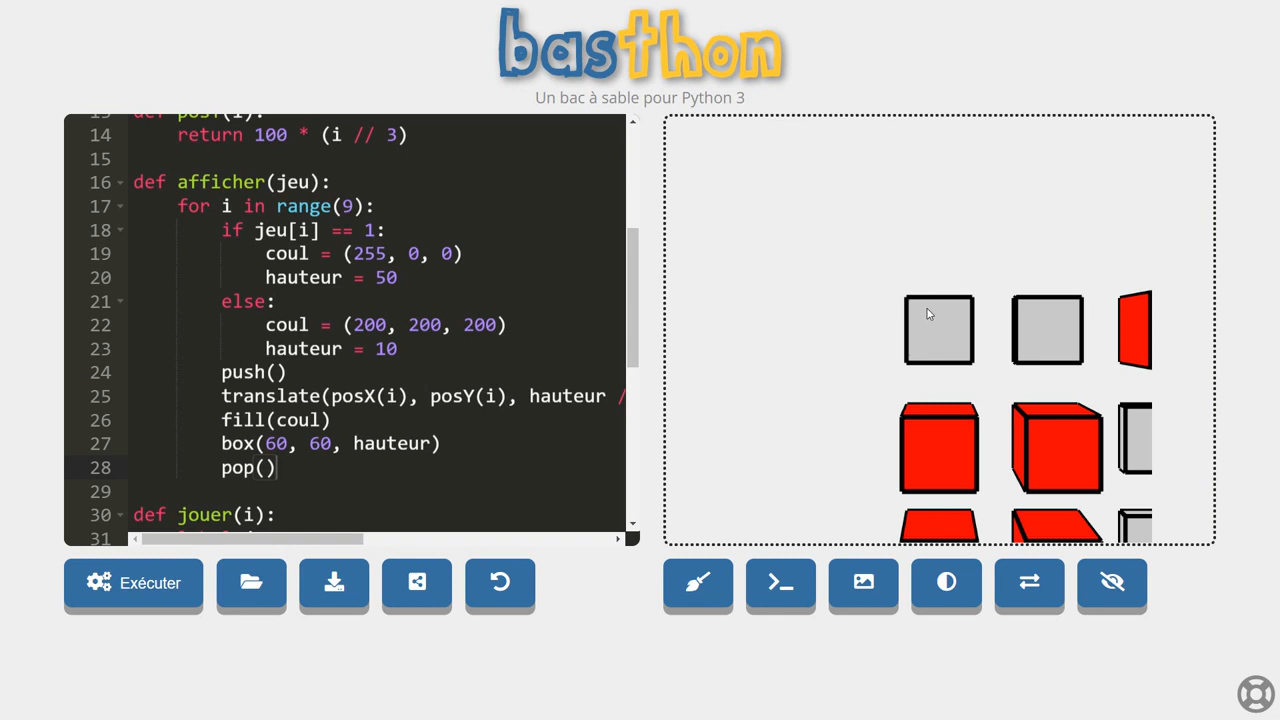 basthon
Un bac à sable pour Python 3
13 def posY(i):
14 return 100 * (i // 3)
15
16 def afficher(jeu):
17 for i in range(9):
18 if jeu[i] == 1:
19 coul = (255, 0, 0)
20 hauteur = 50
21 else:
22 coul = (200, 200, 200)
23 hauteur = 10
24 push()
25 translate(posX(i), posY(i), hauteur /
26 fill(coul)
27 box(60, 60, hauteur)
28 pop()
29
30 def jouer(i):
31
Exécuter